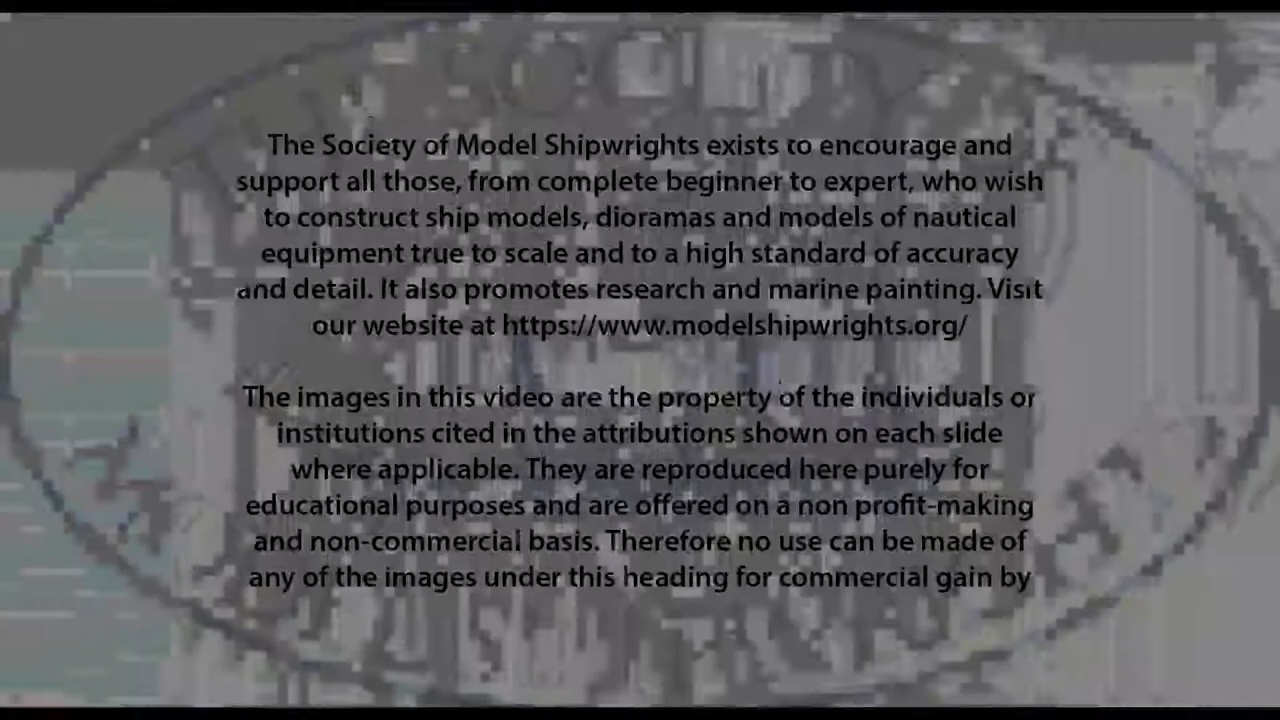 The Society of Model Shipwrights exists to encourage and
support all those, from complete beginner to expert, who wish
to construct ship models, dioramas and models of nautical
equipment true to scale and to a high standard of accuracy
and detail. It also promotes research and marine painting. Visit
our website at https://www.modelshipwrights.org/
The images in this video are the property of the individuals or
institutions cited in the attributions shown on each slide
where applicable. They are reproduced here purely for
educational purposes and are offered on a non profit-making
and non-commercial basis. Therefore no use can be made of
any of the images under this heading for commercial gain by